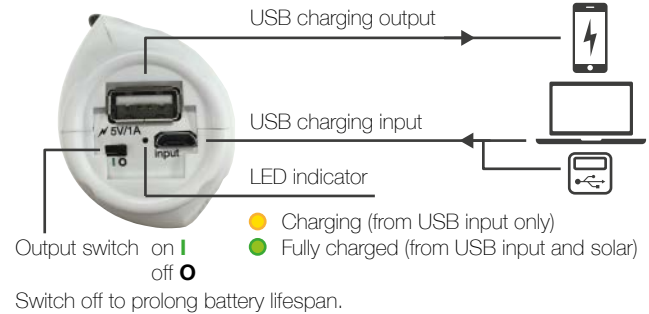 USB charging output
5V/1A
USB charging input
input
I O
LED indicator
Charging (from USB input only)
Output switch on I
Fully charged (from USB input and solar)
off O
Switch off to prolong battery lifespan.